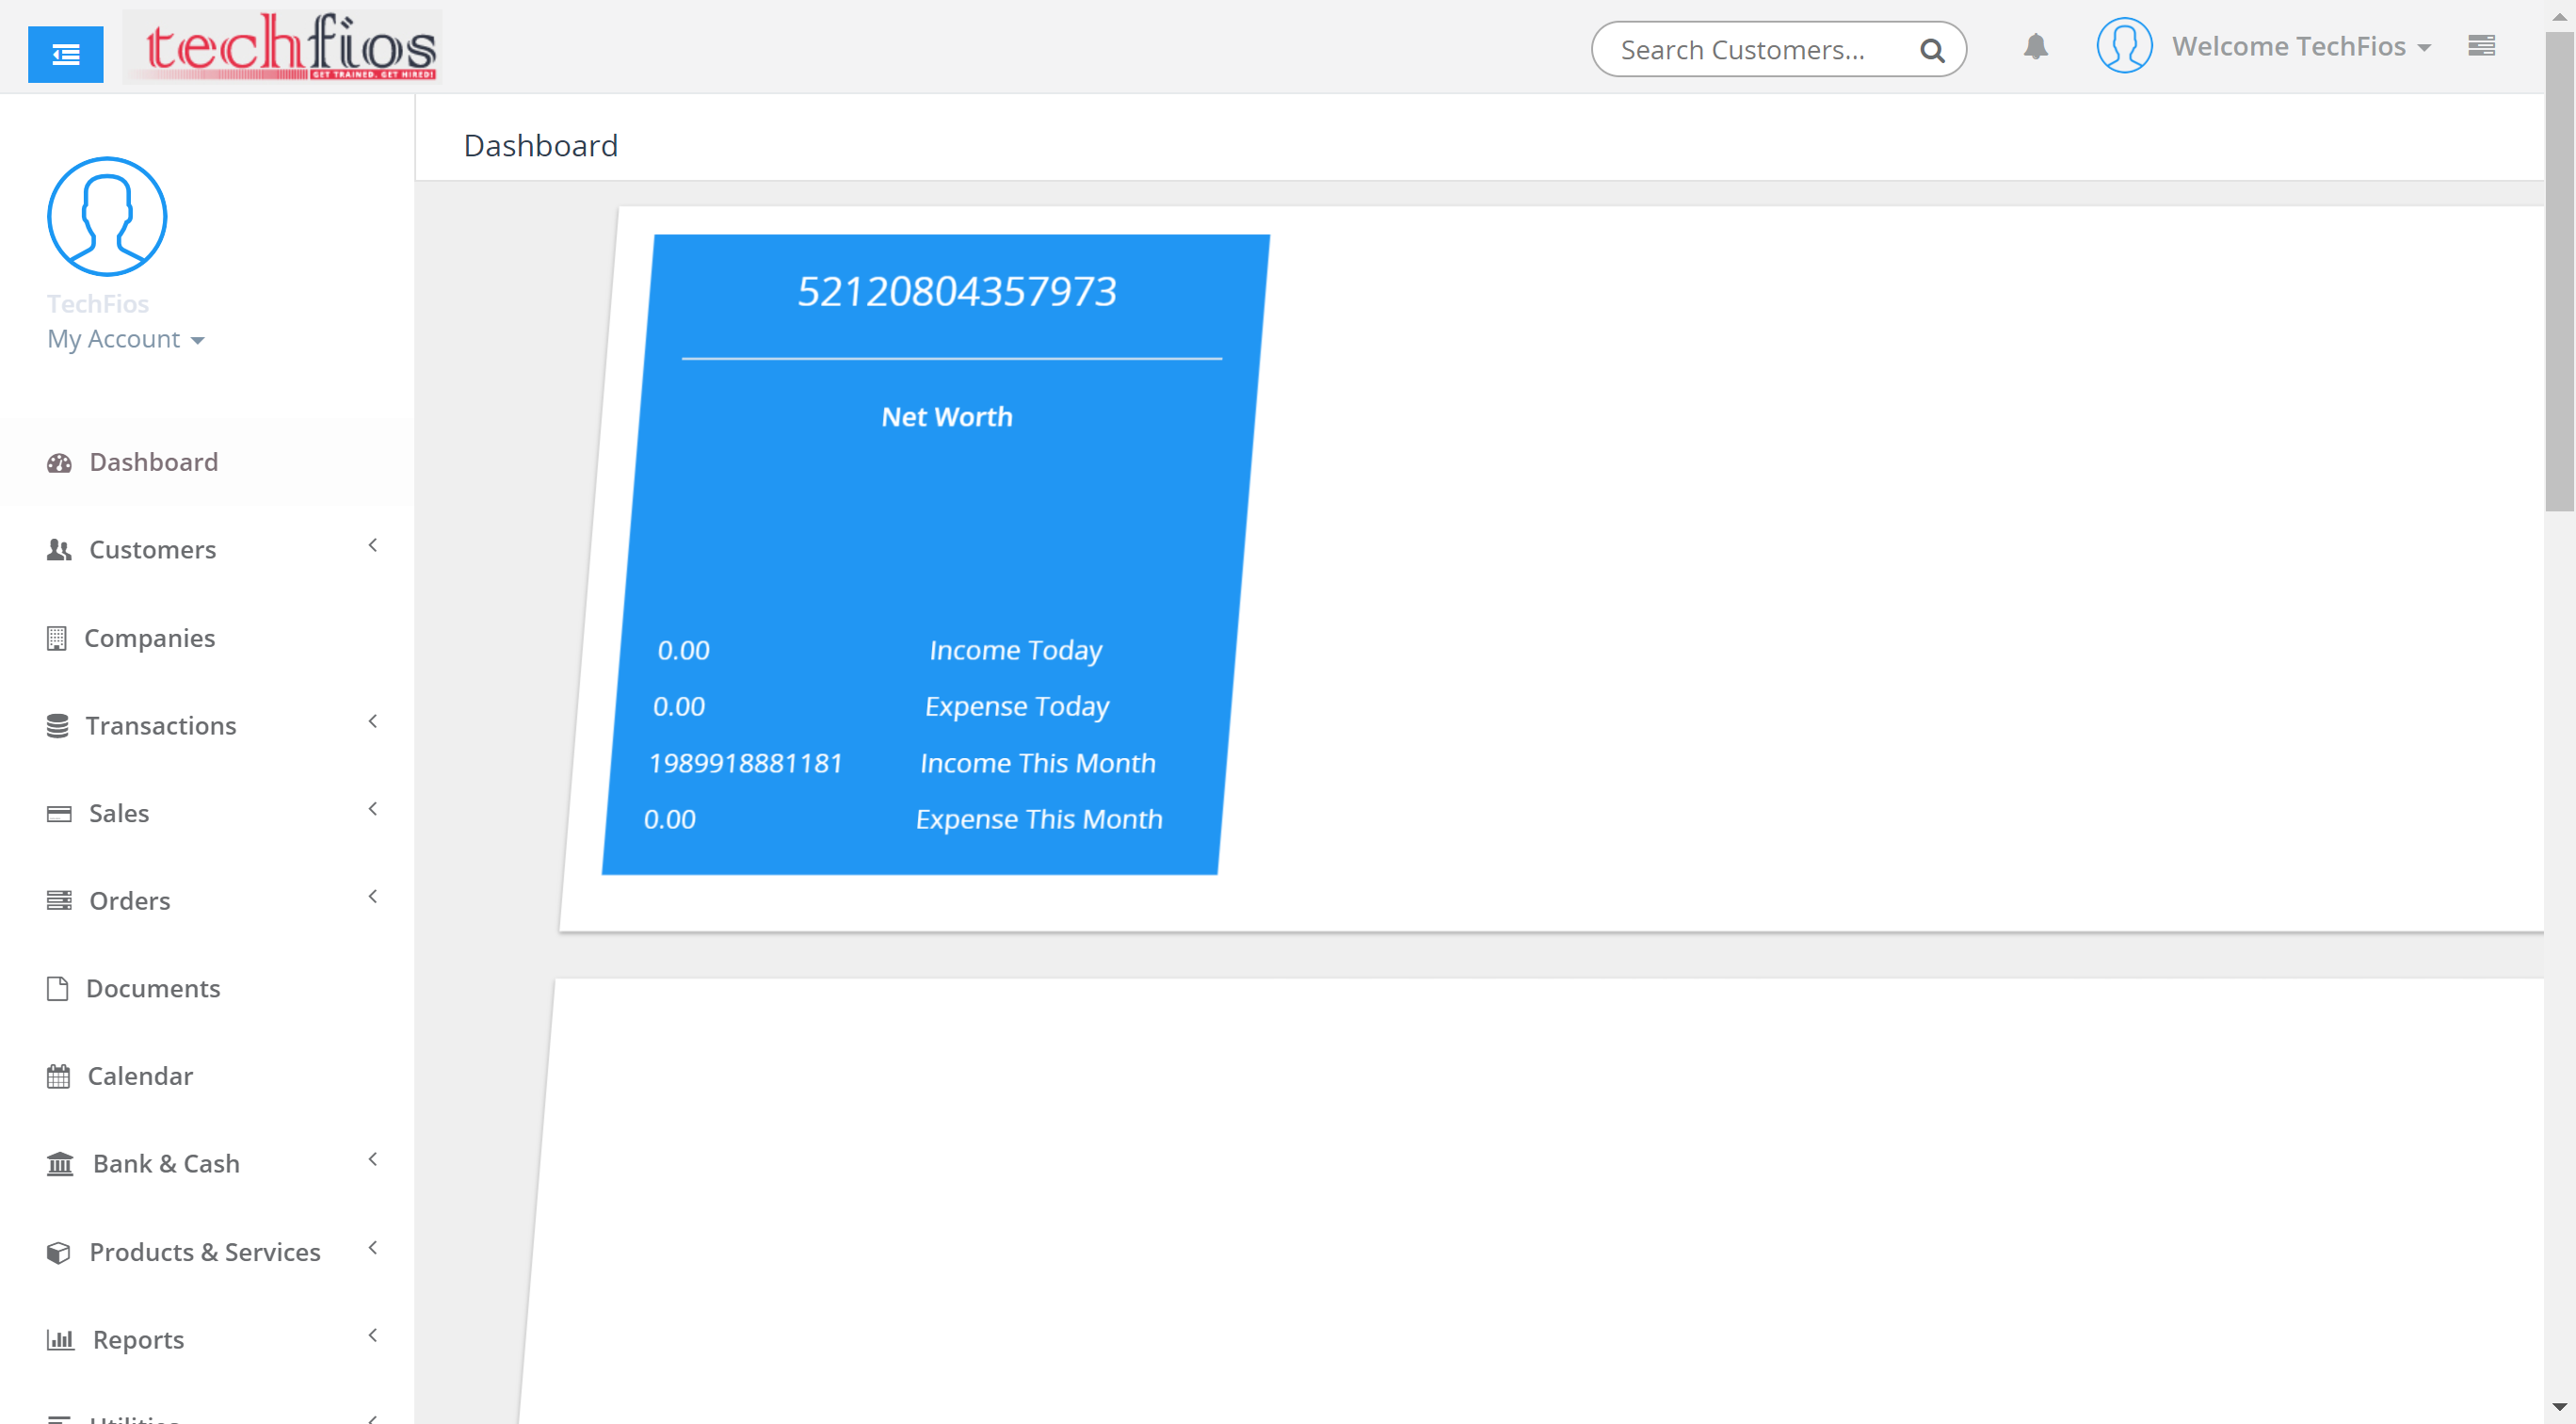 techfios
GET TRAINED. GET HIRED!
Search Customers...
Welcome TechFios
TechFios
My Account
Dashboard
Customers
Companies
Transactions
Sales
Orders
Documents
Calendar
Bank & Cash
Products & Services
Reports
Utilities
Dashboard
52120804357973
Net Worth
0.00 Income Today
0.00 Expense Today
1989918881181 Income This Month
0.00 Expense This Month